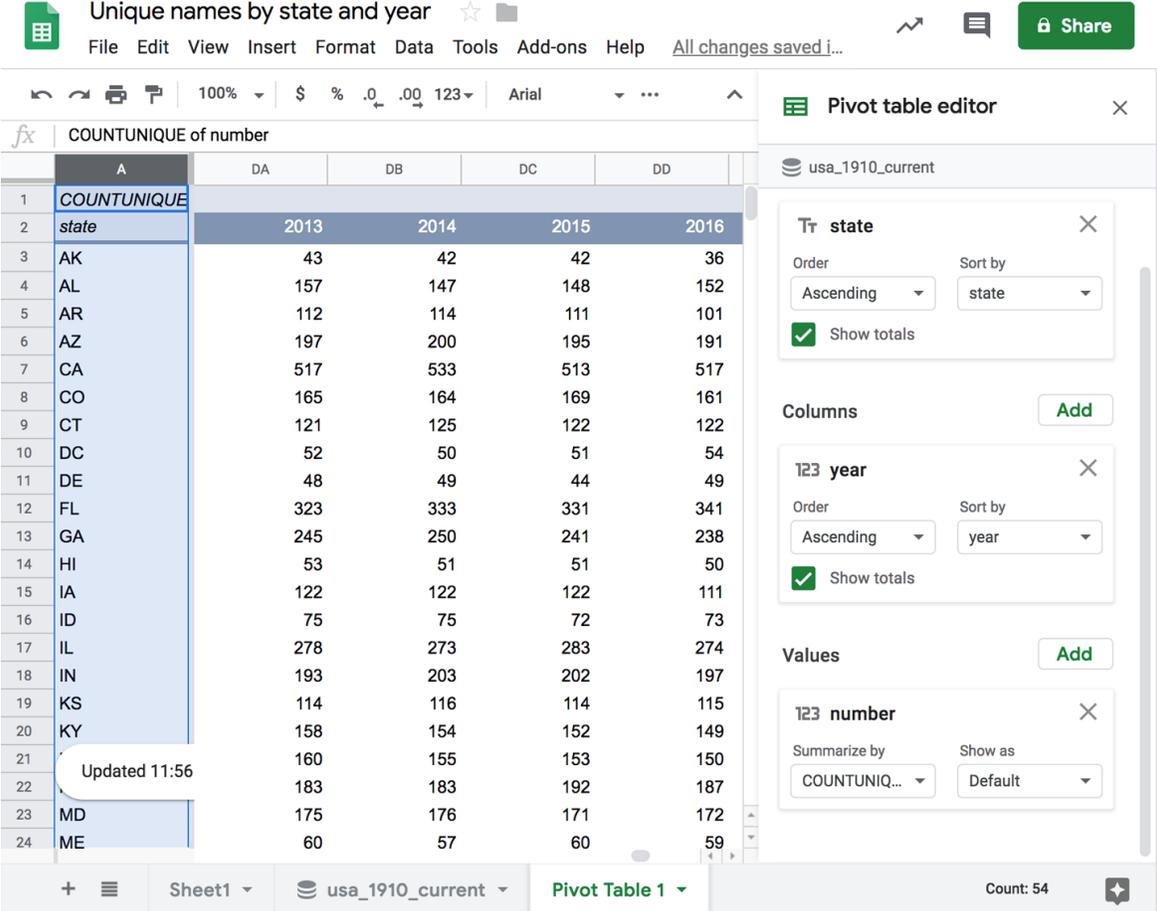 Unique names by state and year
File Edit View Insert Format Data Tools Add-ons Help All changes saved i...
Share
100% $ % .0 .00 123 Arial
fx COUNTUNIQUE of number
A DA DB DC DD
1 COUNTUNIQUE
2 state 2013 2014 2015 2016
3 AK 43 42 42 36
4 AL 157 147 148 152
5 AR 112 114 111 101
6 AZ 197 200 195 191
7 CA 517 533 513 517
8 CO 165 164 169 161
9 CT 121 125 122 122
10 DC 52 50 51 54
11 DE 48 49 44 49
12 FL 323 333 331 341
13 GA 245 250 241 238
14 HI 53 51 51 50
15 IA 122 122 122 111
16 ID 75 75 72 73
17 IL 278 273 283 274
18 IN 193 203 202 197
19 KS 114 116 114 115
20 KY 158 154 152 149
21 160 155 153 150
22 183 183 192 187
23 MD 175 176 171 172
24 ME 60 57 60 59
Updated 11:56
Pivot table editor
usa_1910_current
Tт state
Order Sort by
Ascending state
Show totals
Columns Add
123 year
Order Sort by
Ascending year
Show totals
Values Add
123 number
Summarize by Show as
COUNTUNIQ... Default
+ Sheet1 usa_1910_current Pivot Table 1 Count: 54